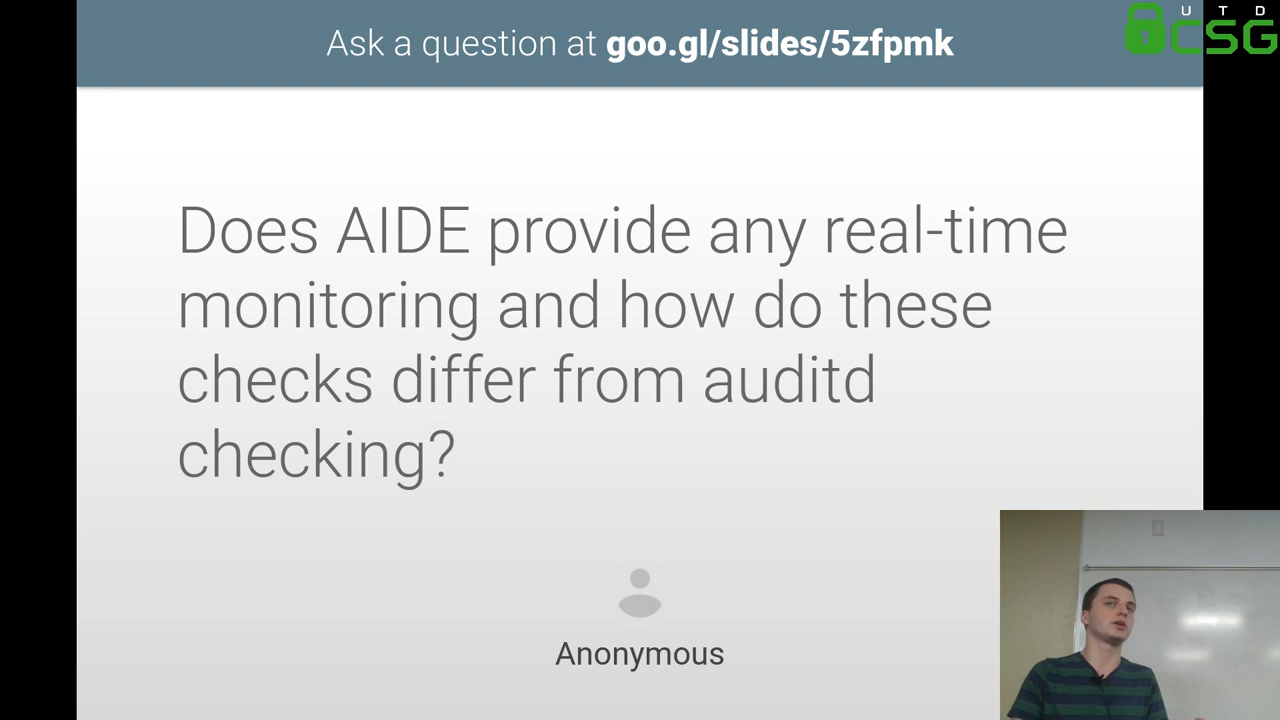 Ask a question at goo.gl/slides/5zfpmk
UTD
CSG
Does AIDE provide any real-time
monitoring and how do these
checks differ from auditd
checking?
Anonymous